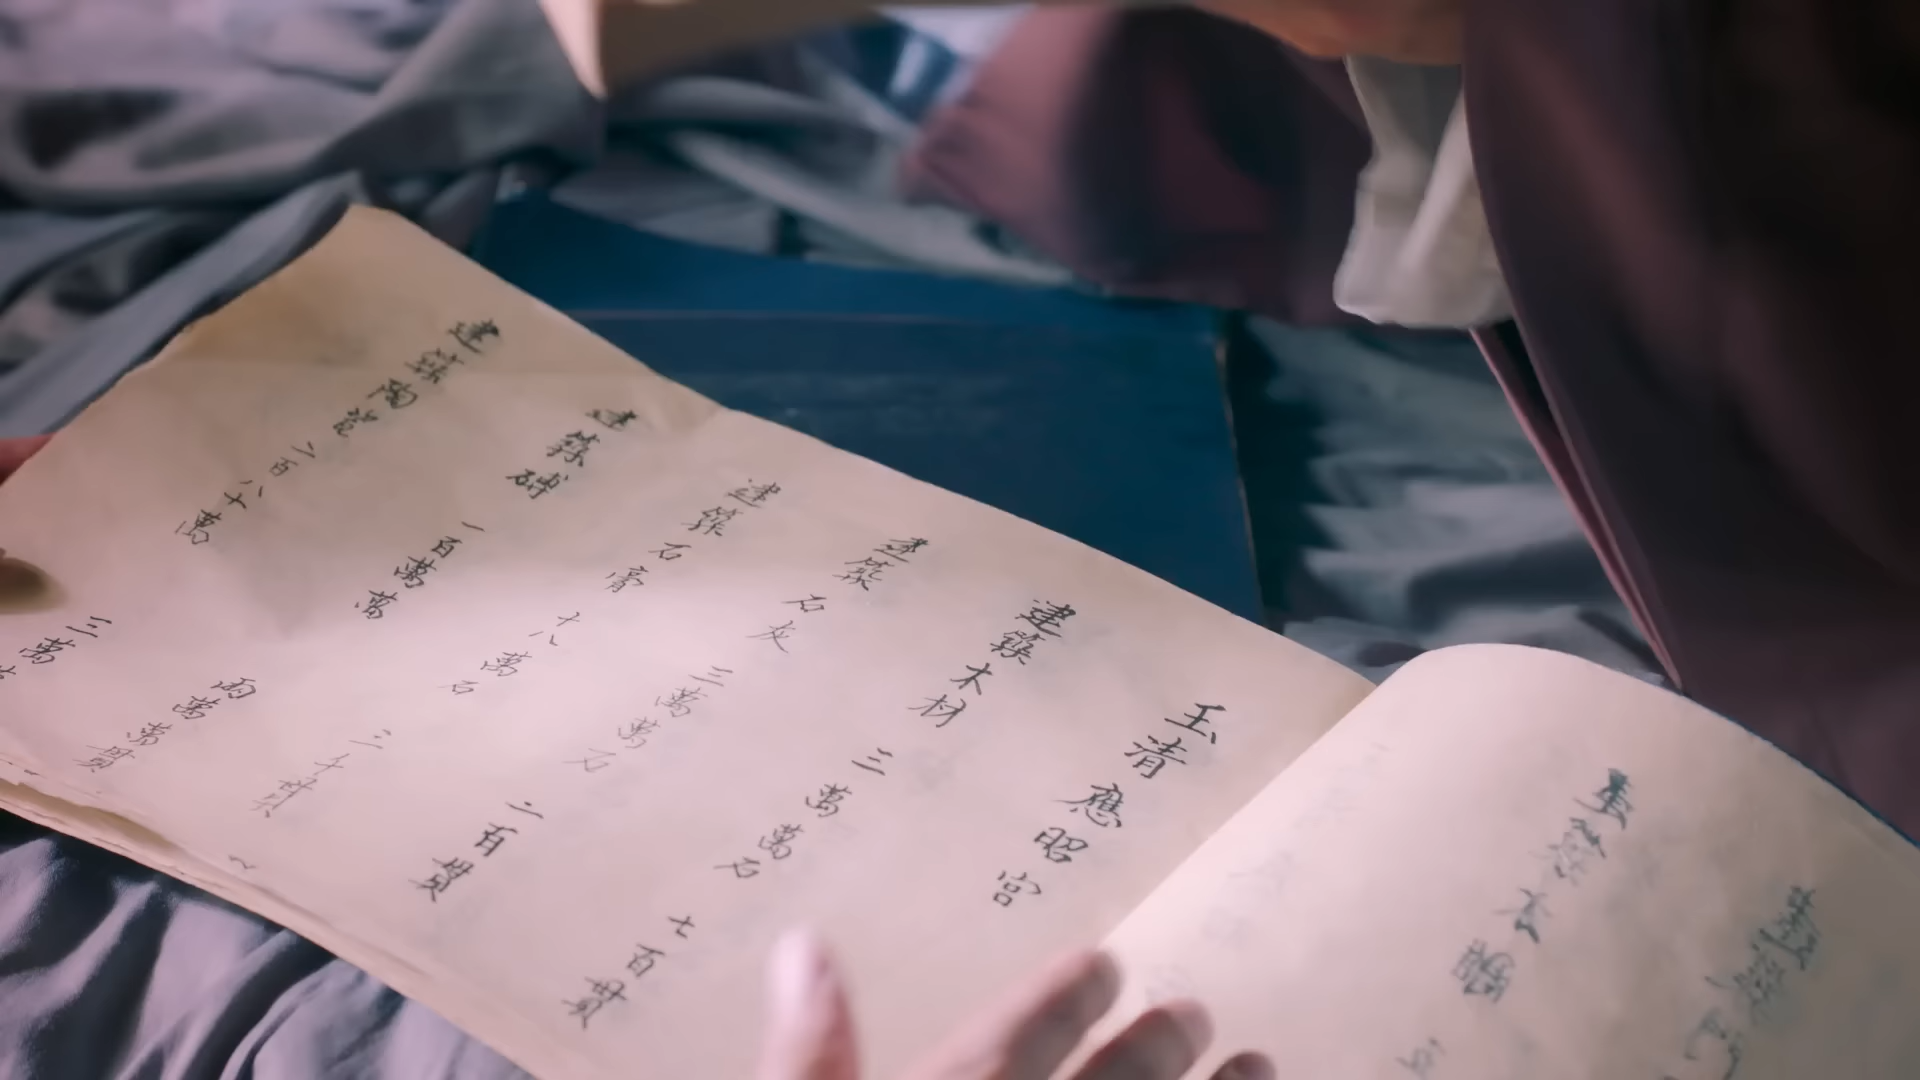 玉清應昭宮
建築木材 三萬萬石 七百貫
建築石灰 三萬萬石 二百貫
建築石膏 十八萬石 三千貫
建築磚 一百萬萬 兩萬萬貫
建築陶瓷 二百八十萬 三萬